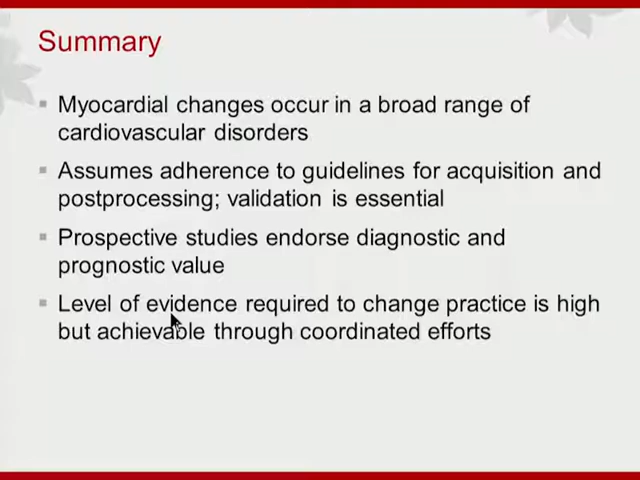 Summary
Myocardial changes occur in a broad range of
cardiovascular disorders
Assumes adherence to guidelines for acquisition and
postprocessing; validation is essential
Prospective studies endorse diagnostic and
prognostic value
Level of evidence required to change practice is high
but achievable through coordinated efforts